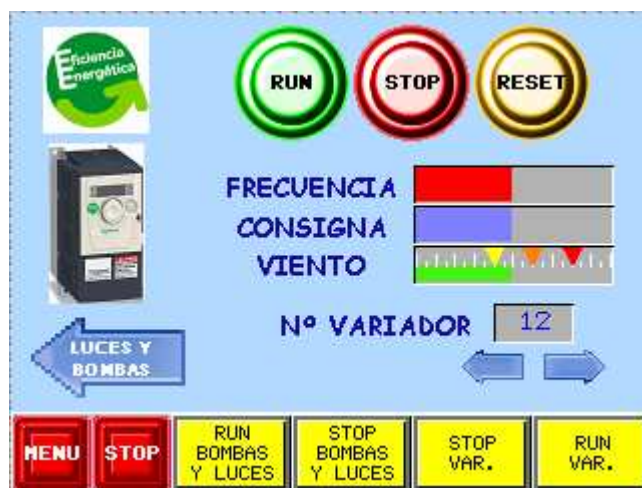 Eficiencia
Energética
RUN
STOP
RESET
FRECUENCIA
CONSIGNA
VIENTO
Nº VARIADOR
12
LUCES Y
BOMBAS
MENU
STOP
RUN
BOMBAS
Y LUCES
STOP
BOMBAS
Y LUCES
STOP
VAR.
RUN
VAR.